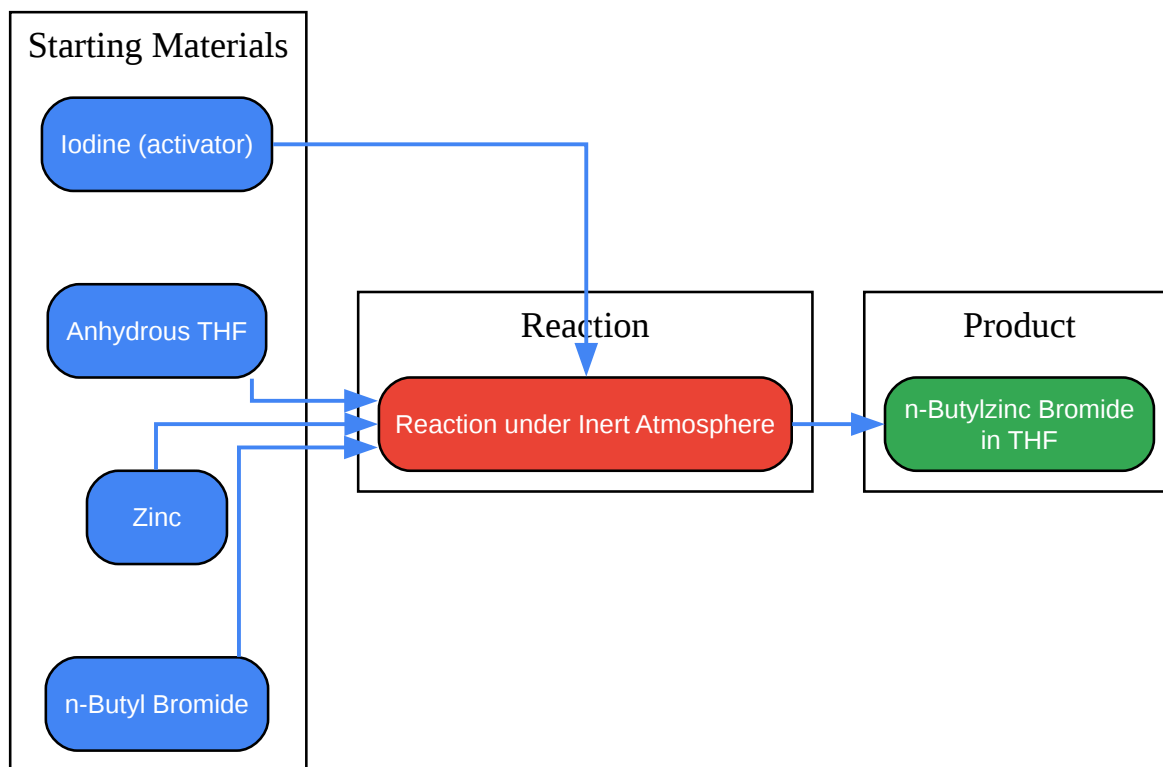 Starting Materials
Iodine (activator)
Anhydrous THF
Zinc
n-Butyl Bromide
Reaction
Reaction under Inert Atmosphere
Product
n-Butylzinc Bromide
in THF